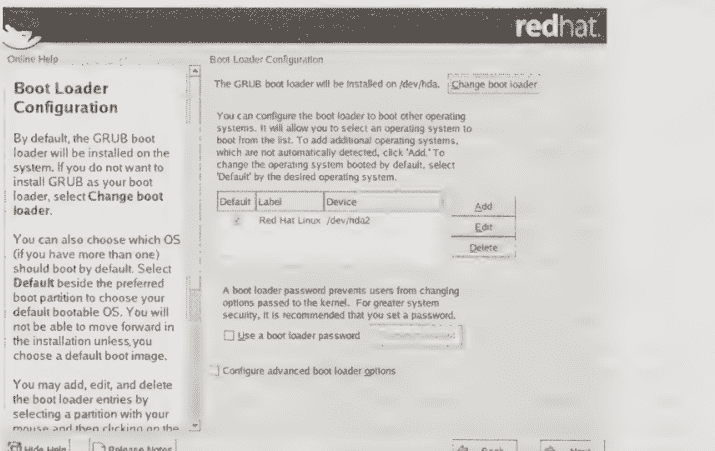 redhat.
Online Help
Boot Loader
Configuration
By default, the GRUB boot
loader will be installed on the
system. If you do not want to
install GRUB as your boot
loader, select Change boot
loader.
You can also choose which OS
(if you have more than one)
should boot by default. Select
Default beside the preferred
boot partition to choose your
default bootable OS. You will
not be able to move forward in
the installation unless you
choose a default boot image.
You may add, edit, and delete
the boot loader entries by
selecting a partition with your
mouse and then clicking on the
Hide Help
Release Notes
Boot Loader Configuration
The GRUB boot loader will be installed on /dev/hda.
Change boot loader
You can configure the boot loader to boot other operating
systems. It will allow you to select an operating system to
boot from the list. To add additional operating systems,
which are not automatically detected, click 'Add.' To
change the operating system booted by default, select
'Default' by the desired operating system.
Default Label Device
Red Hat Linux /dev/hda2
Add
Edit
Delete
A boot loader password prevents users from changing
options passed to the kernel. For greater system
security, it is recommended that you set a password.
Use a boot loader password
Configure advanced boot loader options
Back
Next